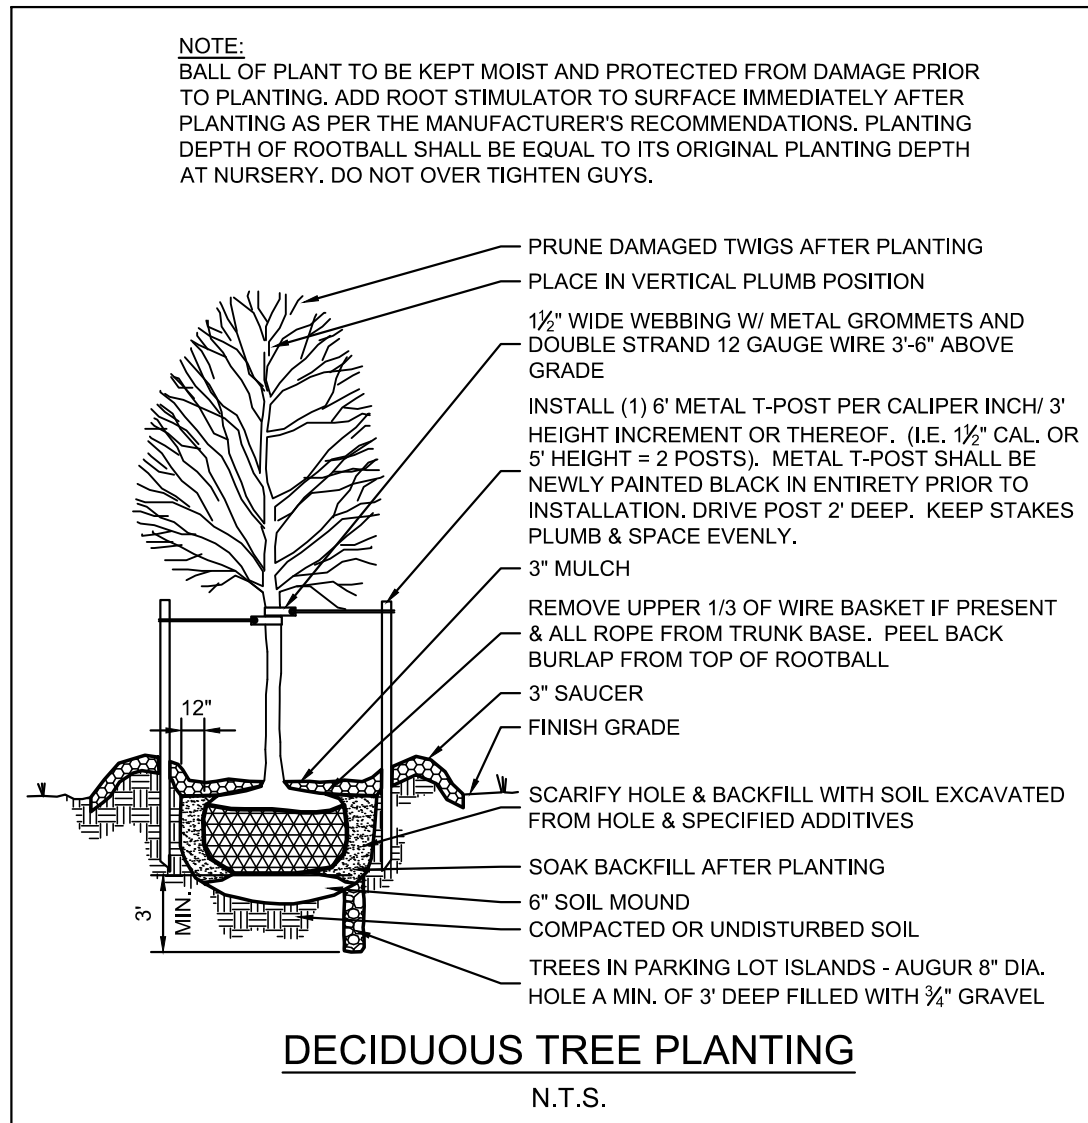 NOTE:
BALL OF PLANT TO BE KEPT MOIST AND PROTECTED FROM DAMAGE PRIOR
TO PLANTING. ADD ROOT STIMULATOR TO SURFACE IMMEDIATELY AFTER
PLANTING AS PER THE MANUFACTURER'S RECOMMENDATIONS. PLANTING
DEPTH OF ROOTBALL SHALL BE EQUAL TO ITS ORIGINAL PLANTING DEPTH
AT NURSERY. DO NOT OVER TIGHTEN GUYS.
PRUNE DAMAGED TWIGS AFTER PLANTING
PLACE IN VERTICAL PLUMB POSITION
1½" WIDE WEBBING W/ METAL GROMMETS AND
DOUBLE STRAND 12 GAUGE WIRE 3'-6" ABOVE
GRADE
INSTALL (1) 6' METAL T-POST PER CALIPER INCH/ 3'
HEIGHT INCREMENT OR THEREOF. (I.E. 1½" CAL. OR
5' HEIGHT = 2 POSTS). METAL T-POST SHALL BE
NEWLY PAINTED BLACK IN ENTIRETY PRIOR TO
INSTALLATION. DRIVE POST 2' DEEP. KEEP STAKES
PLUMB & SPACE EVENLY.
3" MULCH
REMOVE UPPER 1/3 OF WIRE BASKET IF PRESENT
& ALL ROPE FROM TRUNK BASE. PEEL BACK
BURLAP FROM TOP OF ROOTBALL
3" SAUCER
FINISH GRADE
12"
SCARIFY HOLE & BACKFILL WITH SOIL EXCAVATED
FROM HOLE & SPECIFIED ADDITIVES
SOAK BACKFILL AFTER PLANTING
6" SOIL MOUND
COMPACTED OR UNDISTURBED SOIL
3'
MIN.
TREES IN PARKING LOT ISLANDS - AUGUR 8" DIA.
HOLE A MIN. OF 3' DEEP FILLED WITH ¾" GRAVEL
DECIDUOUS TREE PLANTING
N.T.S.